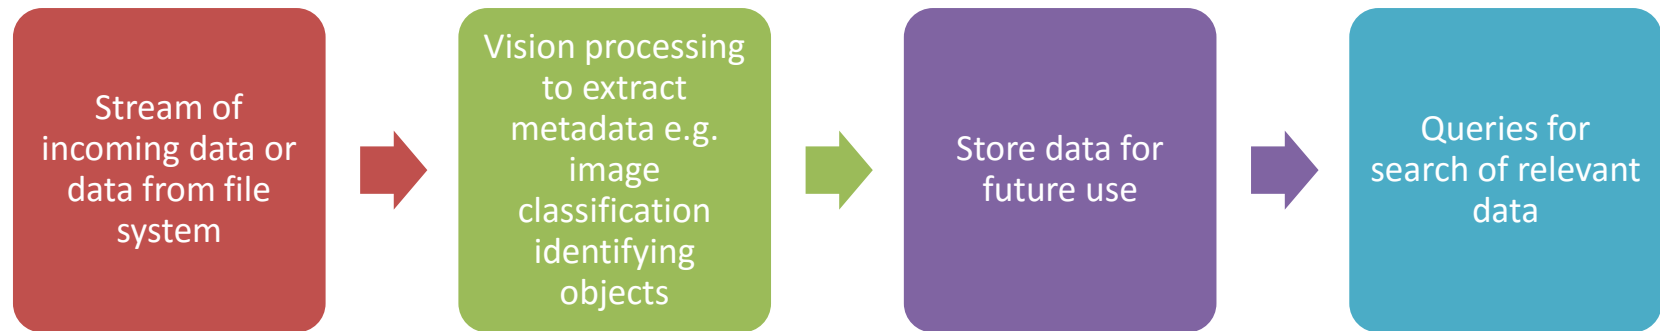 Stream of
incoming data or
data from file
system
Vision processing
to extract
metadata e.g.
image
classification
identifying
objects
Store data for
future use
Queries for
search of relevant
data